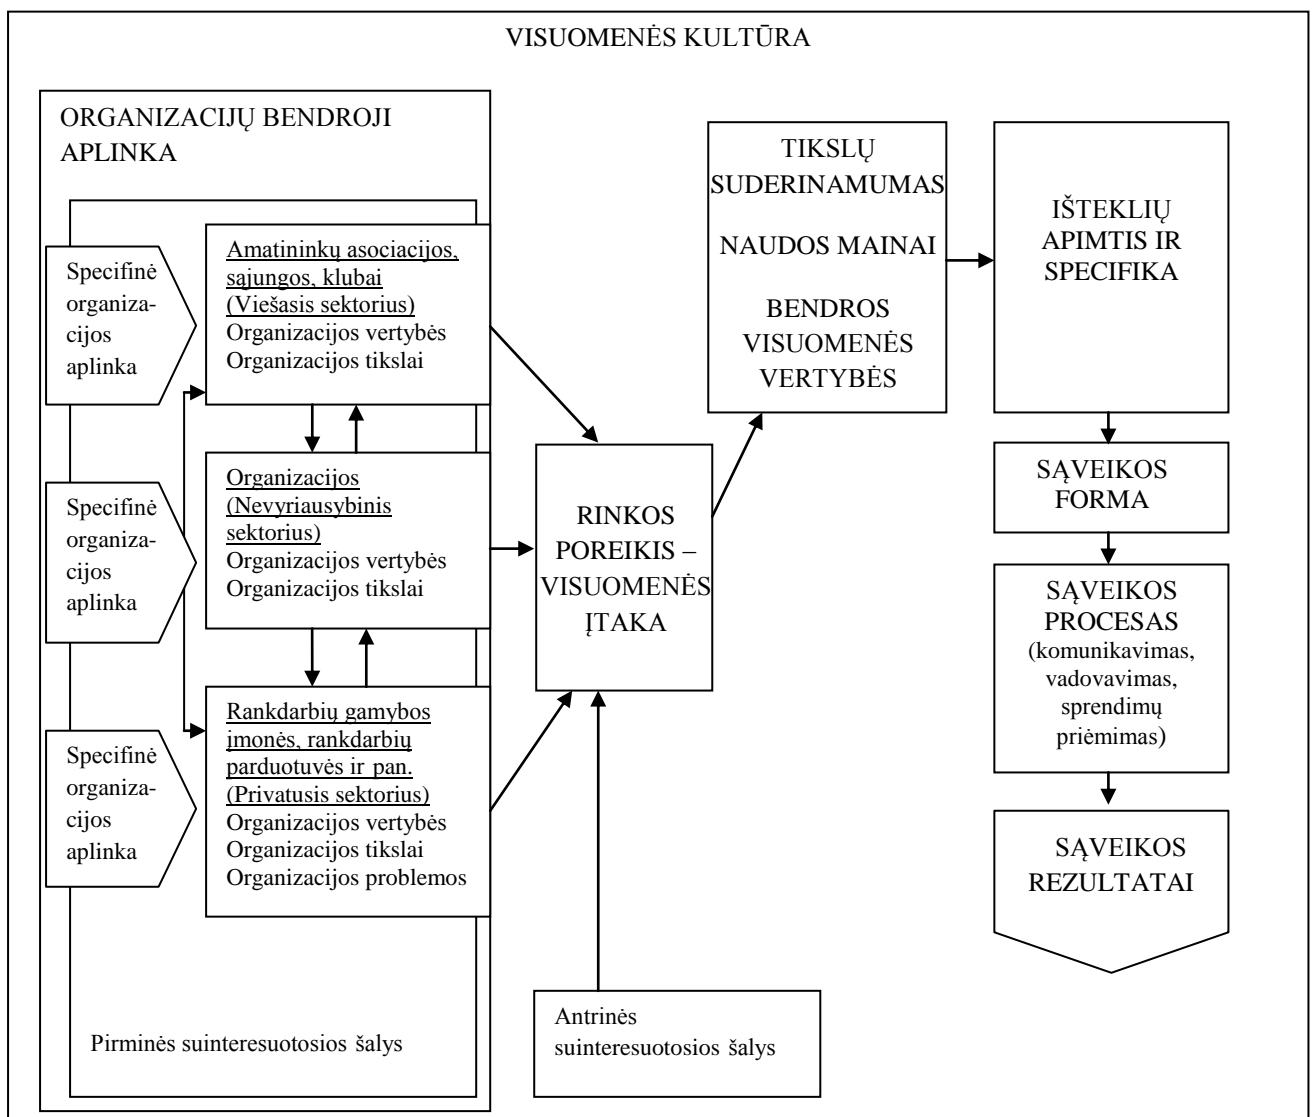 VISUOMENĖS KULTŪRA
ORGANIZACIJŲ BENDROJI
APLINKA
Specifinė
organiza-
cijos
aplinka
Amatininkų asociacijos,
sąjungos, klubai
(Viešasis sektorius)
Organizacijos vertybės
Organizacijos tikslai
Specifinė
organiza-
cijos
aplinka
Organizacijos
(Nevyriausybinis
sektorius)
Organizacijos vertybės
Organizacijos tikslai
Specifinė
organiza-
cijos
aplinka
Rankdarbių gamybos
įmonės, rankdarbių
parduotuvės ir pan.
(Privatusis sektorius)
Organizacijos vertybės
Organizacijos tikslai
Organizacijos problemos
Pirminės suinteresuotosios šalys
RINKOS
POREIKIS –
VISUOMENĖS
ĮTAKA
Antrinės
suinteresuotosios šalys
TIKSLŲ
SUDERINAMUMAS
NAUDOS MAINAI
BENDROS
VISUOMENĖS
VERTYBĖS
IŠTEKLIŲ
APIMTIS IR
SPECIFIKA
SĄVEIKOS
FORMA
SĄVEIKOS
PROCESAS
(komunikavimas,
vadovavimas,
sprendimų
priėmimas)
SĄVEIKOS
REZULTATAI